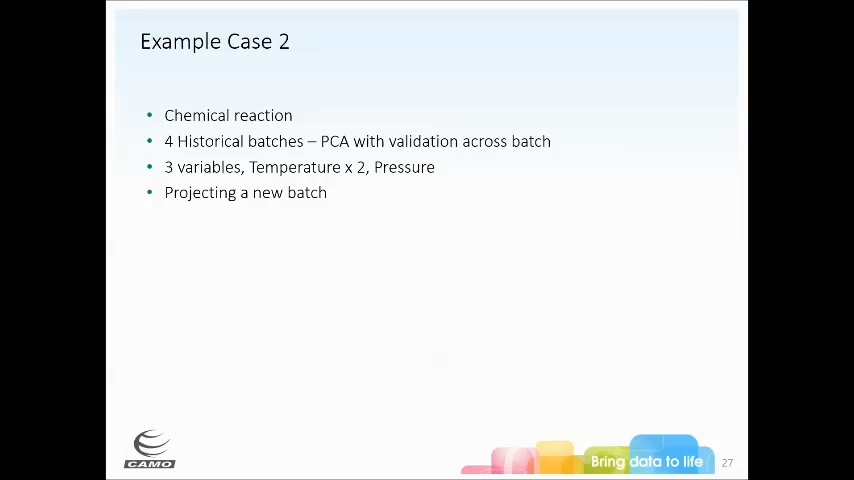 Example Case 2
• Chemical reaction
• 4 Historical batches – PCA with validation across batch
• 3 variables, Temperature x 2, Pressure
• Projecting a new batch
CAMO
Bring data to life
27